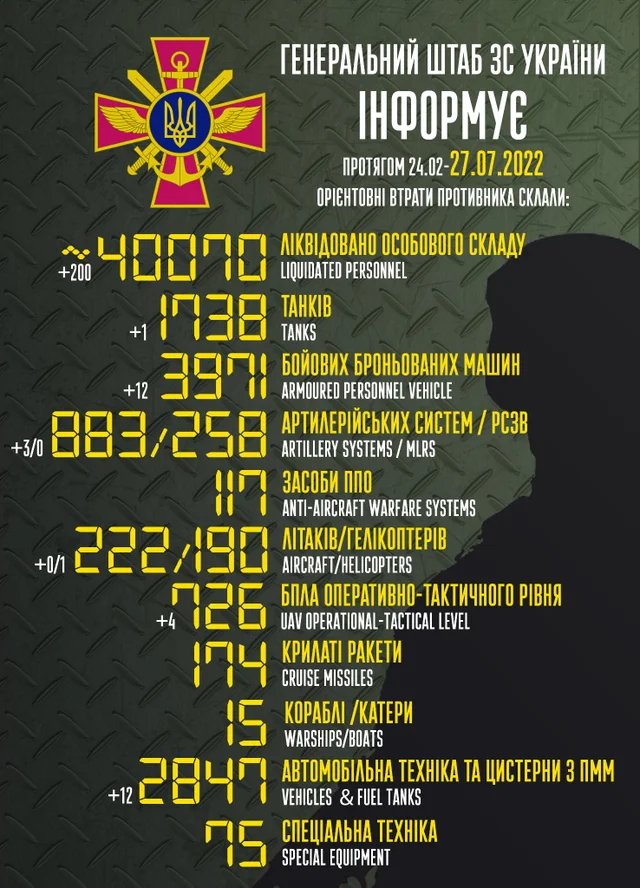 ГЕНЕРАЛЬНИЙ ШТАБ ЗС УКРАЇНИ
ІНФОРМУЄ
ПРОТЯГОМ 24.02-27.07.2022
ОРІЄНТОВНІ ВТРАТИ ПРОТИВНИКА СКЛАЛИ:
≈40070 ЛІКВІДОВАНО ОСОБОВОГО СКЛАДУ
+200 LIQUIDATED PERSONNEL
1738 ТАНКІВ
+1 TANKS
3971 БОЙОВИХ БРОНЬОВАНИХ МАШИН
+12 ARMOURED PERSONNEL VEHICLE
883/258 АРТИЛЕРІЙСЬКИХ СИСТЕМ / РСЗВ
+3/0 ARTILLERY SYSTEMS / MLRS
117 ЗАСОБИ ППО
ANTI-AIRCRAFT WARFARE SYSTEMS
222/190 ЛІТАКІВ/ГЕЛІКОПТЕРІВ
+0/1 AIRCRAFT/HELICOPTERS
726 БПЛА ОПЕРАТИВНО-ТАКТИЧНОГО РІВНЯ
+4 UAV OPERATIONAL-TACTICAL LEVEL
174 КРИЛАТІ РАКЕТИ
CRUISE MISSILES
15 КОРАБЛІ /КАТЕРИ
WARSHIPS/BOATS
2847 АВТОМОБІЛЬНА ТЕХНІКА ТА ЦИСТЕРНИ З ПММ
+12 VEHICLES & FUEL TANKS
75 СПЕЦІАЛЬНА ТЕХНІКА
SPECIAL EQUIPMENT